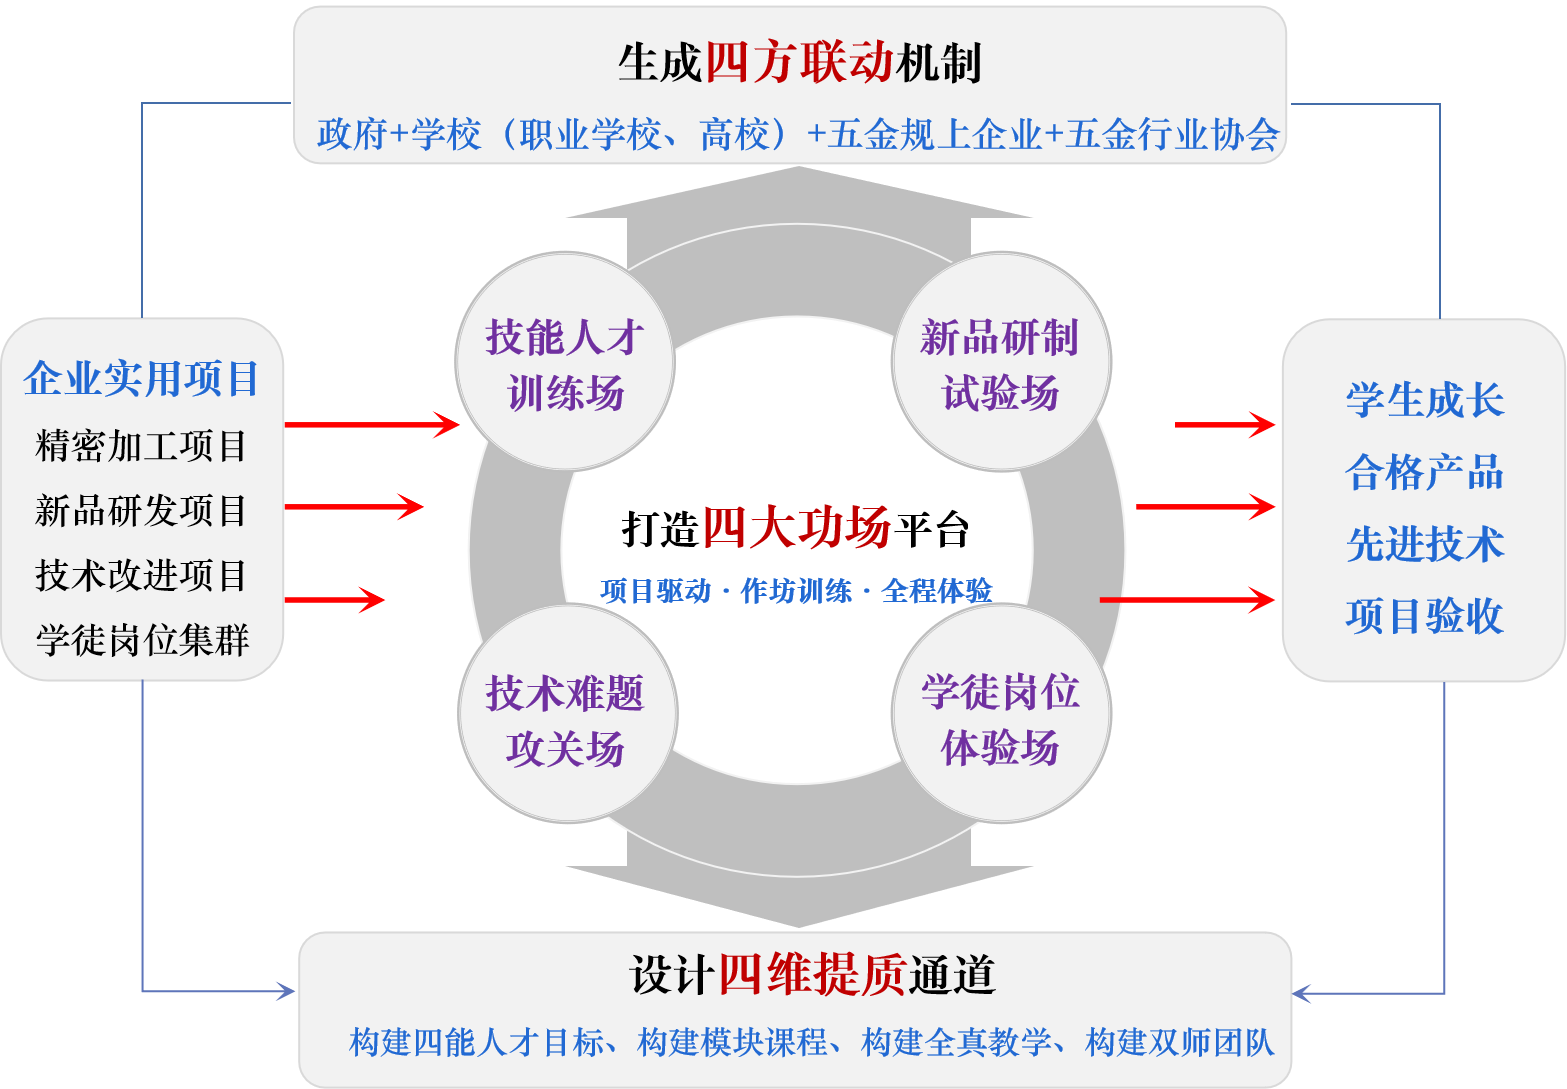 生成四方联动机制
政府+学校（职业学校、高校）+五金规上企业+五金行业协会
企业实用项目
精密加工项目
新品研发项目
技术改进项目
学徒岗位集群
技能人才
训练场
新品研制
试验场
打造四大功场平台
项目驱动 · 作坊训练 · 全程体验
技术难题
攻关场
学徒岗位
体验场
学生成长
合格产品
先进技术
项目验收
设计四维提质通道
构建四能人才目标、构建模块课程、构建全真教学、构建双师团队